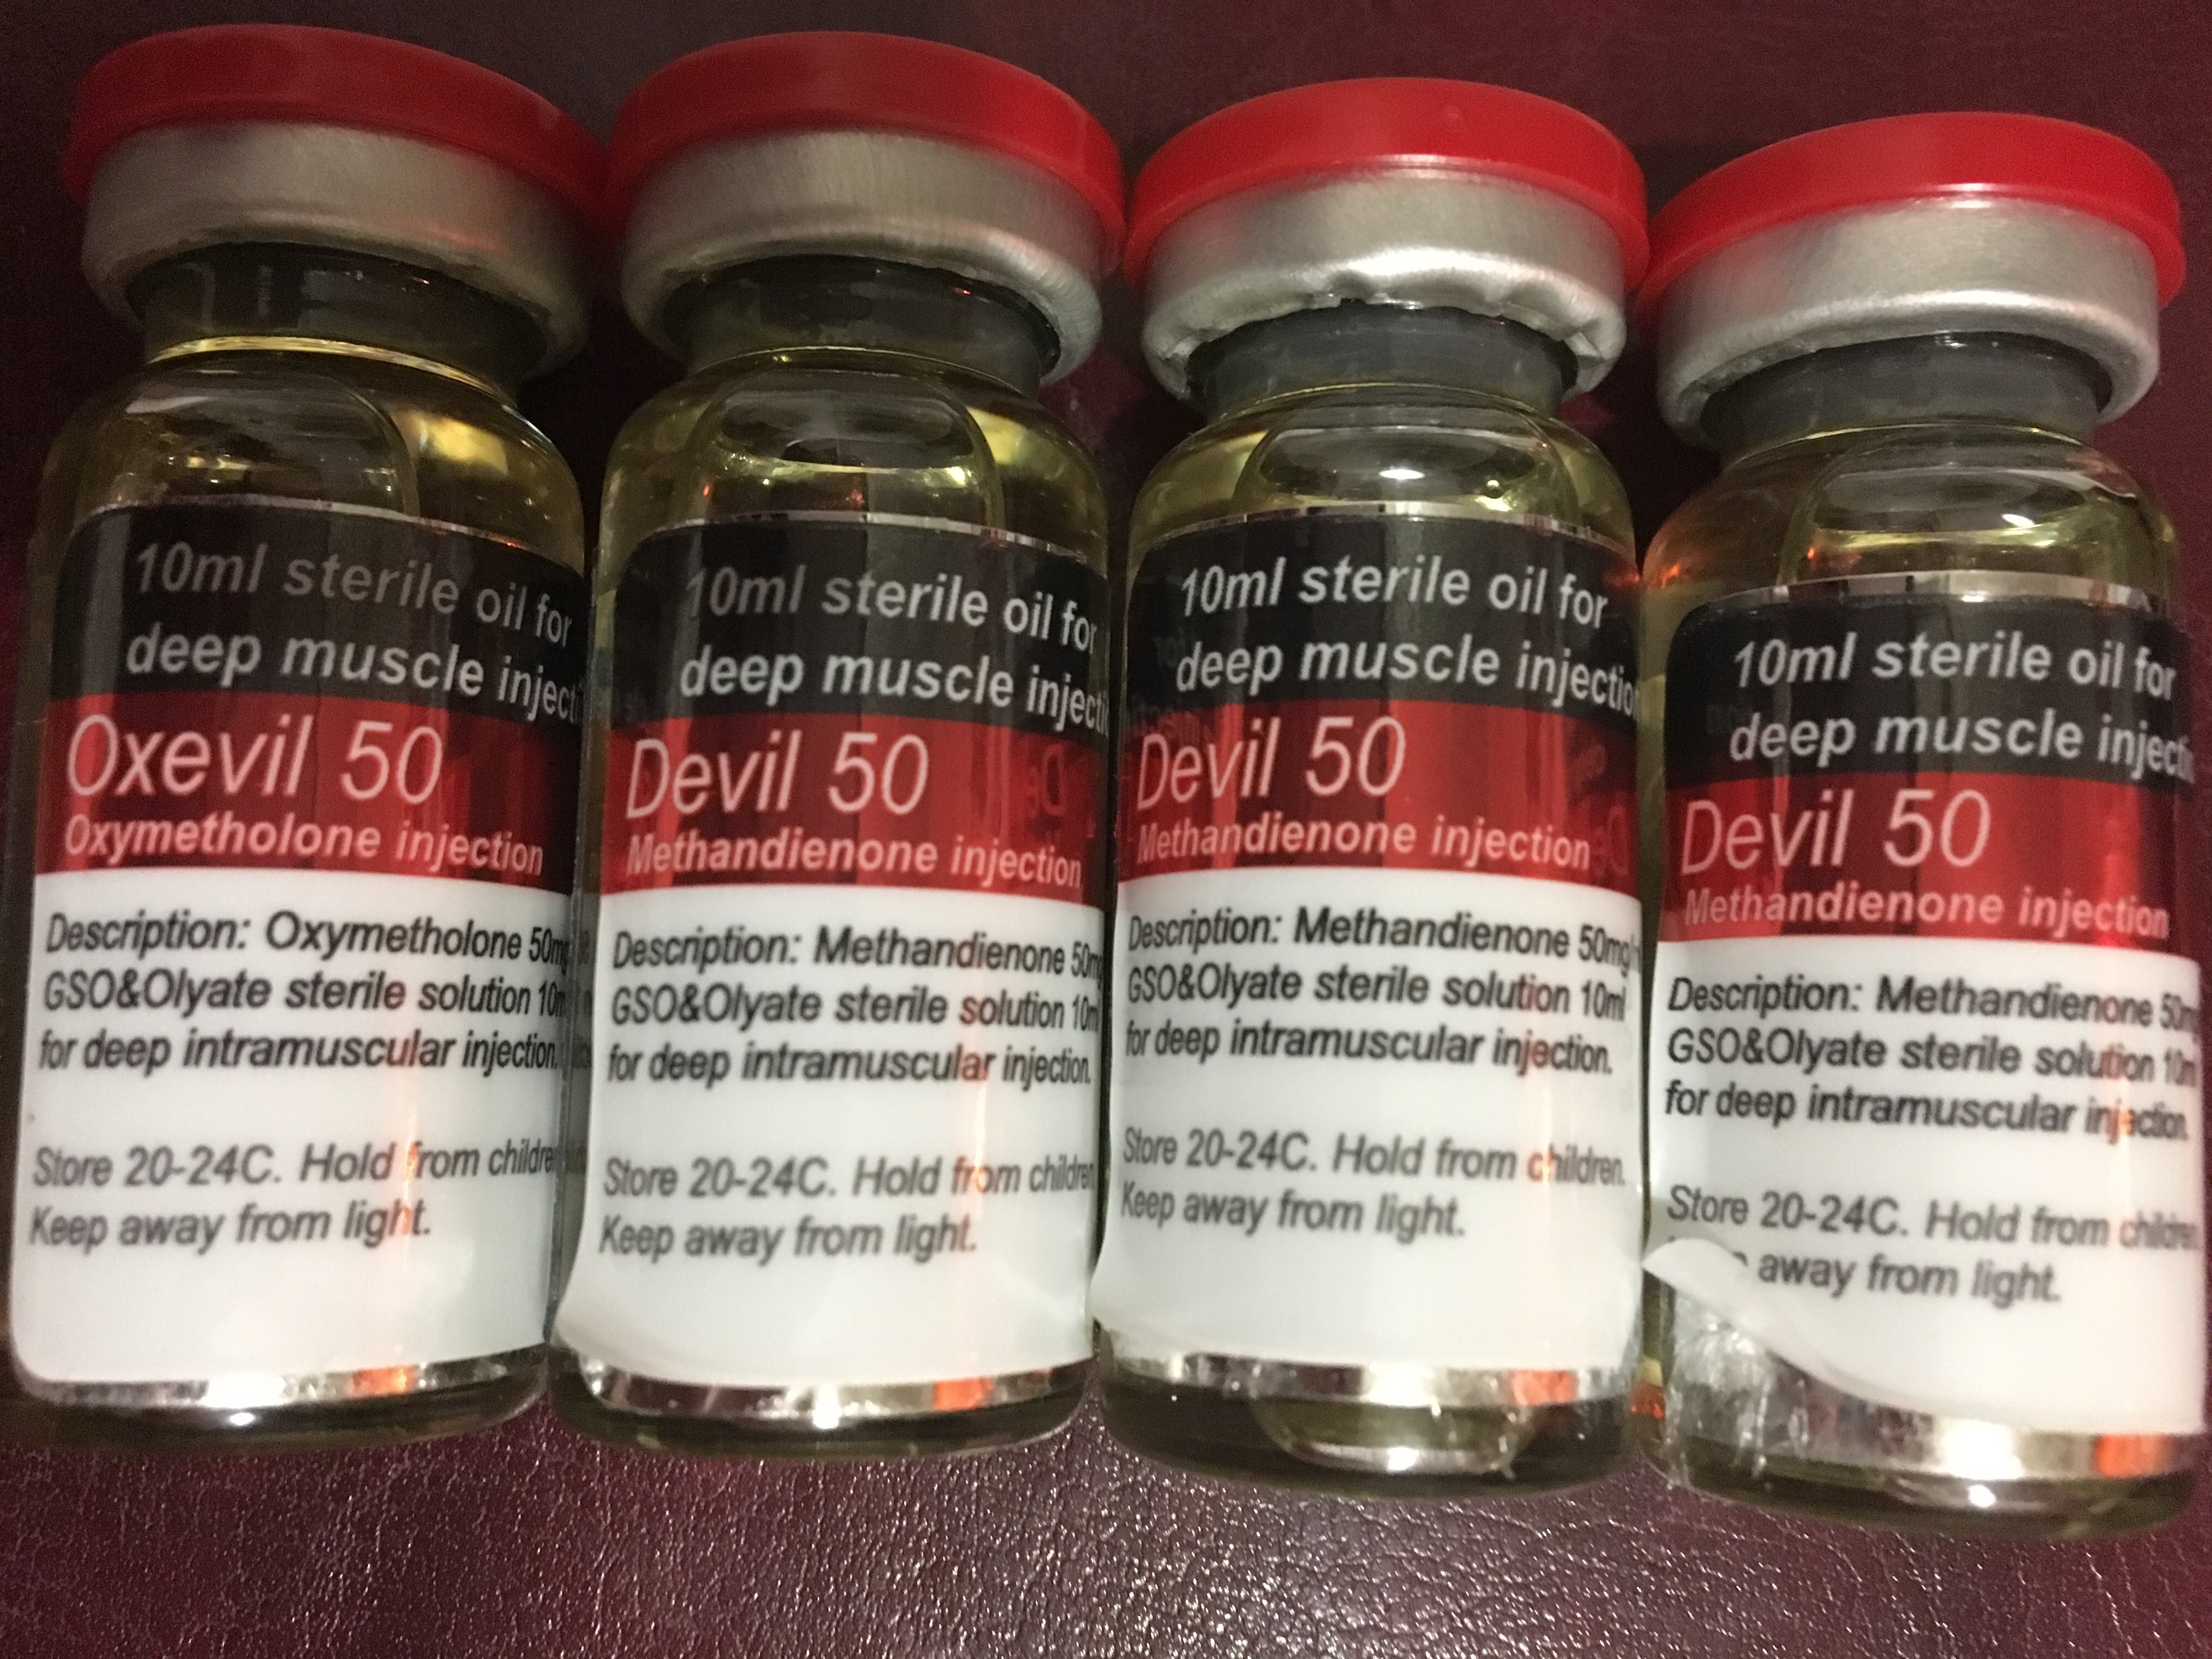 10ml sterile oil for
deep muscle
Oxevil 50
Oxymetholone injection
Description: Oxymetholone 50mg
GSO&Olyate sterile solution
for deep intramuscular injection.
Store 20-24C. Hold from children
Keep away from light.
10ml sterile oil for
deep muscle
Devil 50
Methandienone injection
Description: Methandienone 50mg
GSO&Olyate sterile solution 10ml
for deep intramuscular injection.
Store 20-24C. Hold from children
Keep away from light.
10ml sterile oil for
deep muscle injection
Devil 50
Methandienone injection
Description: Methandienone 50mg/
GSO&Olyate sterile solution 10ml
for deep intramuscular injection.
Store 20-24C. Hold from children.
Keep away from light.
10ml sterile oil for
deep muscle
Devil 50
Methandienone injection
Description: Methandienone 50mg
GSO&Olyate sterile solution 10ml
for deep intramuscular injection.
Store 20-24C. Hold from children
away from light.